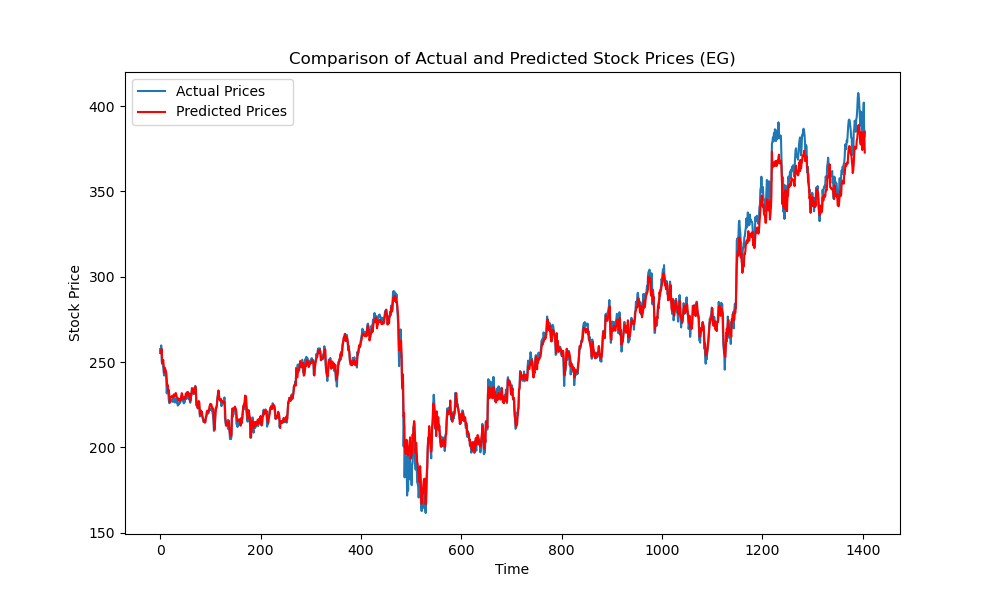 Comparison of Actual and Predicted Stock Prices (EG)
Actual Prices
Predicted Prices
400
350
300
250
200
150
Stock Price
0 200 400 600 800 1000 1200 1400
Time